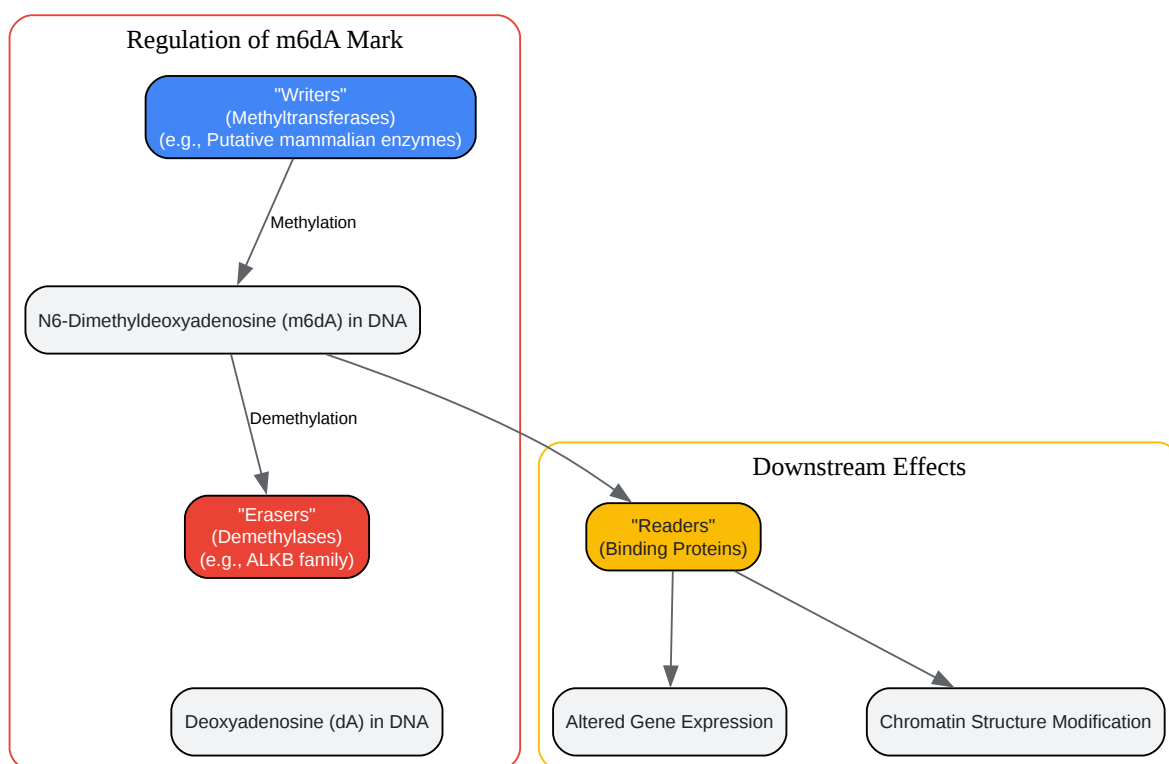 Regulation of m6dA Mark
"Writers"
(Methyltransferases)
(e.g., Putative mammalian enzymes)
Methylation
N6-Dimethyldeoxyadenosine (m6dA) in DNA
Demethylation
"Erasers"
(Demethylases)
(e.g., ALKB family)
Deoxyadenosine (dA) in DNA
Downstream Effects
"Readers"
(Binding Proteins)
Altered Gene Expression
Chromatin Structure Modification